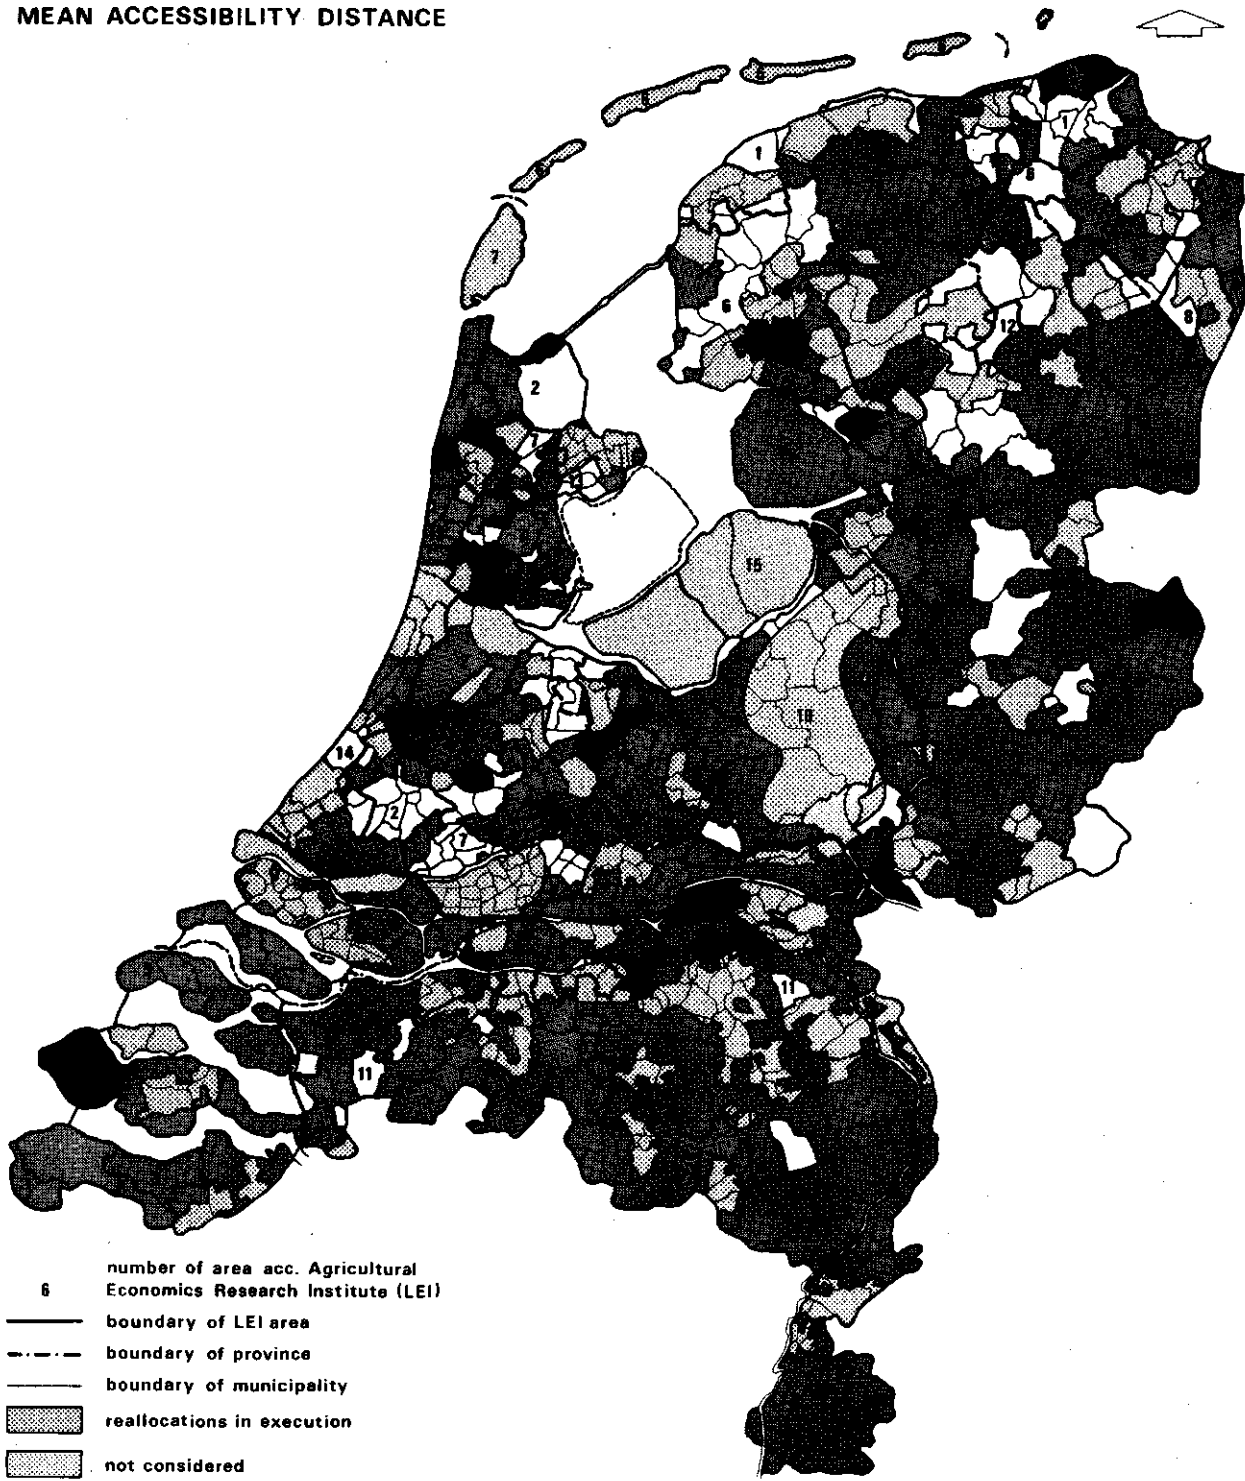 MEAN ACCESSIBILITY DISTANCE
1
1
6
7
6
8
12
2
7
15
10
14
2
7
11
11
number of area acc. Agricultural
6 Economics Research Institute (LEI)
boundary of LEI area
boundary of province
boundary of municipality
reallocations in execution
not considered